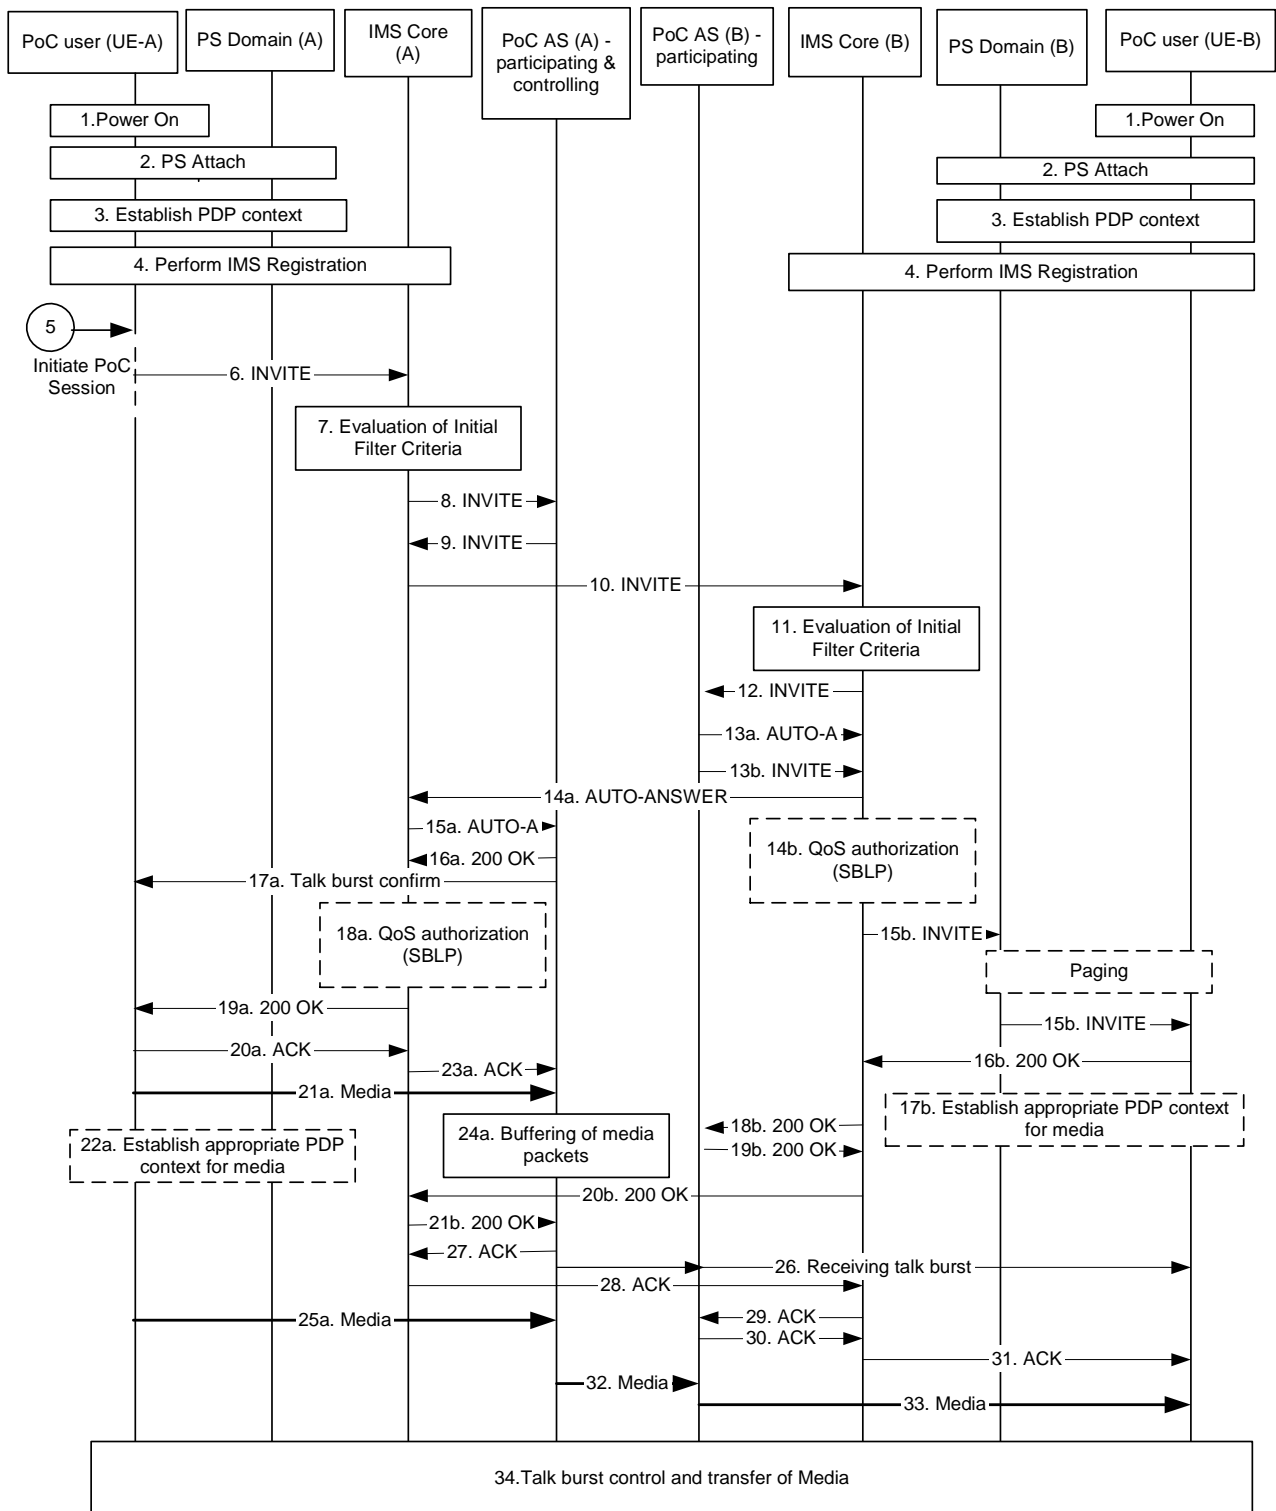 PoC user (UE-A)
PS Domain (A)
IMS Core
(A)
PoC AS (A) -
participating &
controlling
PoC AS (B) -
participating
IMS Core (B)
PS Domain (B)
PoC user (UE-B)
1.Power On
1.Power On
2. PS Attach
2. PS Attach
3. Establish PDP context
3. Establish PDP context
4. Perform IMS Registration
4. Perform IMS Registration
5
Initiate PoC
Session
6. INVITE
7. Evaluation of Initial
Filter Criteria
8. INVITE
9. INVITE
10. INVITE
11. Evaluation of Initial
Filter Criteria
12. INVITE
13a. AUTO-A
13b. INVITE
14a. AUTO-ANSWER
15a. AUTO-A
14b. QoS authorization
(SBLP)
16a. 200 OK
17a. Talk burst confirm
18a. QoS authorization
(SBLP)
15b. INVITE
Paging
19a. 200 OK
15b. INVITE
20a. ACK
16b. 200 OK
23a. ACK
21a. Media
17b. Establish appropriate PDP context
for media
18b. 200 OK
22a. Establish appropriate PDP
context for media
24a. Buffering of media
packets
19b. 200 OK
20b. 200 OK
21b. 200 OK
27. ACK
26. Receiving talk burst
28. ACK
25a. Media
29. ACK
30. ACK
31. ACK
32. Media
33. Media
34.Talk burst control and transfer of Media